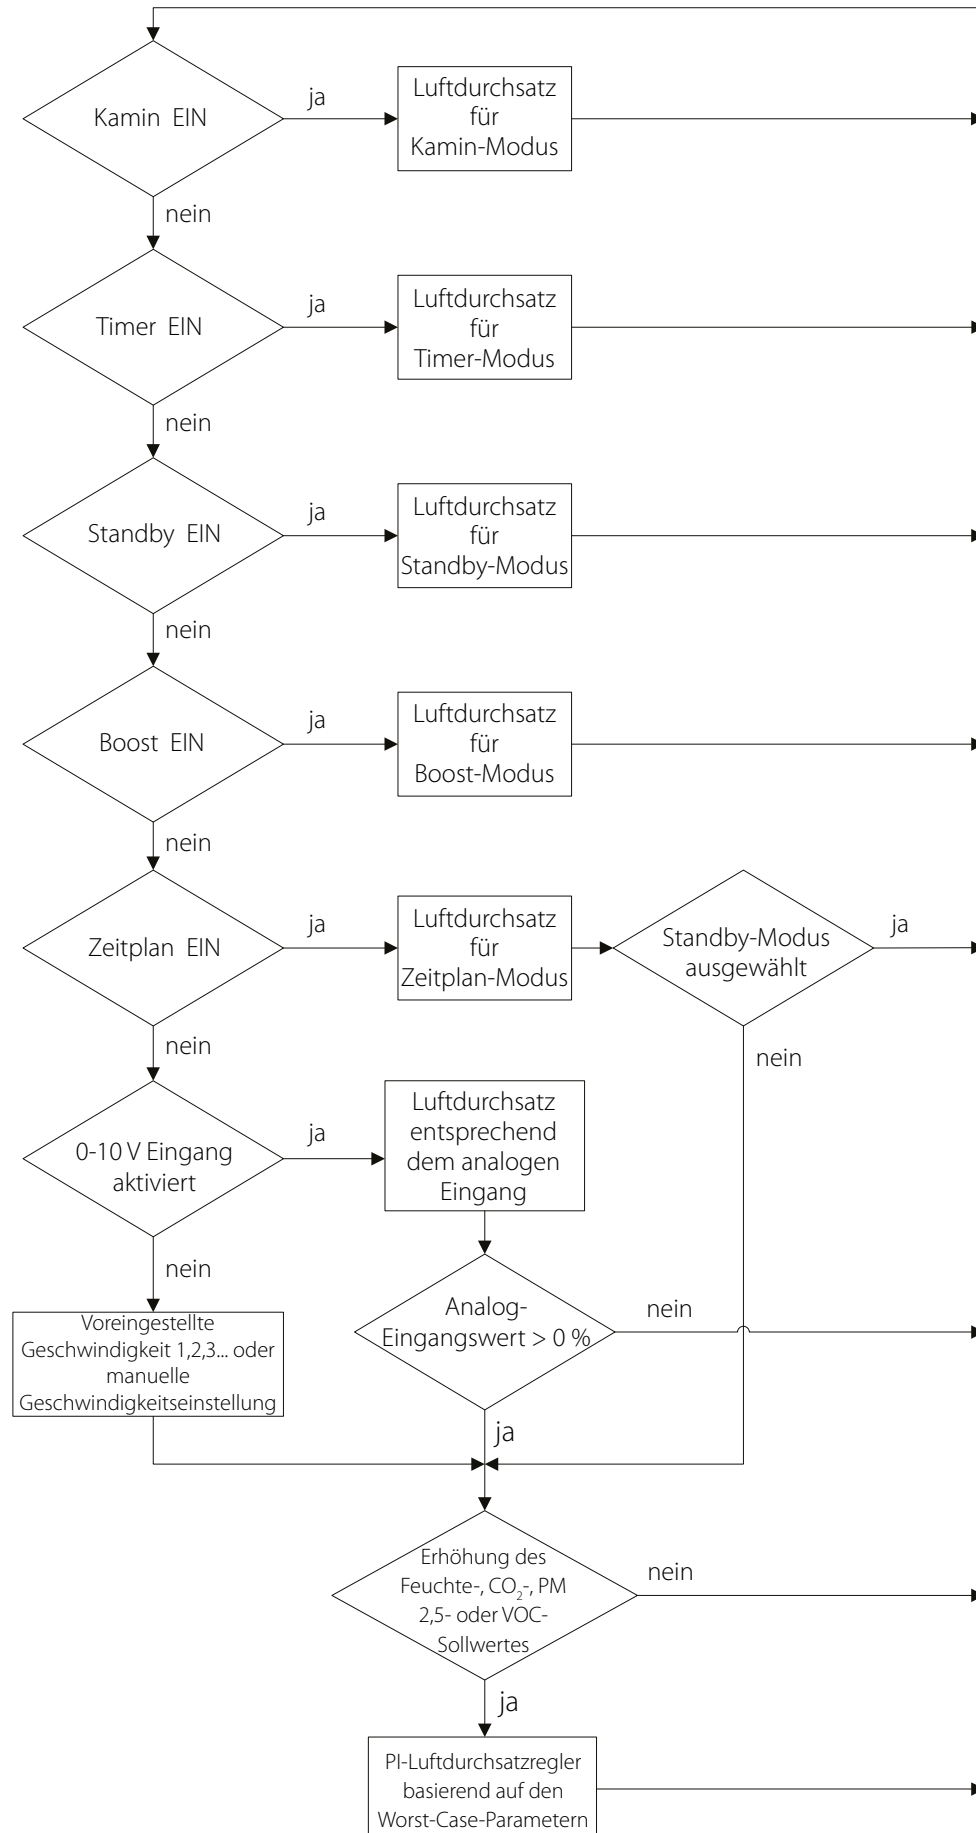 Kamin EIN
ja
Luftdurchsatz
für
Kamin-Modus
nein
Timer EIN
ja
Luftdurchsatz
für
Timer-Modus
nein
Standby EIN
ja
Luftdurchsatz
für
Standby-Modus
nein
Boost EIN
ja
Luftdurchsatz
für
Boost-Modus
nein
Zeitplan EIN
ja
Luftdurchsatz
für
Zeitplan-Modus
Standby-Modus
ausgewählt
ja
nein
nein
0-10 V Eingang
aktiviert
ja
Luftdurchsatz
entsprechend
dem analogen
Eingang
nein
Voreingestellte
Geschwindigkeit 1,2,3... oder
manuelle
Geschwindigkeitseinstellung
Analog-
Eingangswert > 0 %
nein
ja
Erhöhung des
Feuchte-, CO₂-, PM
2,5- oder VOC-
Sollwertes
nein
ja
PI-Luftdurchsatzregler
basierend auf den
Worst-Case-Parametern